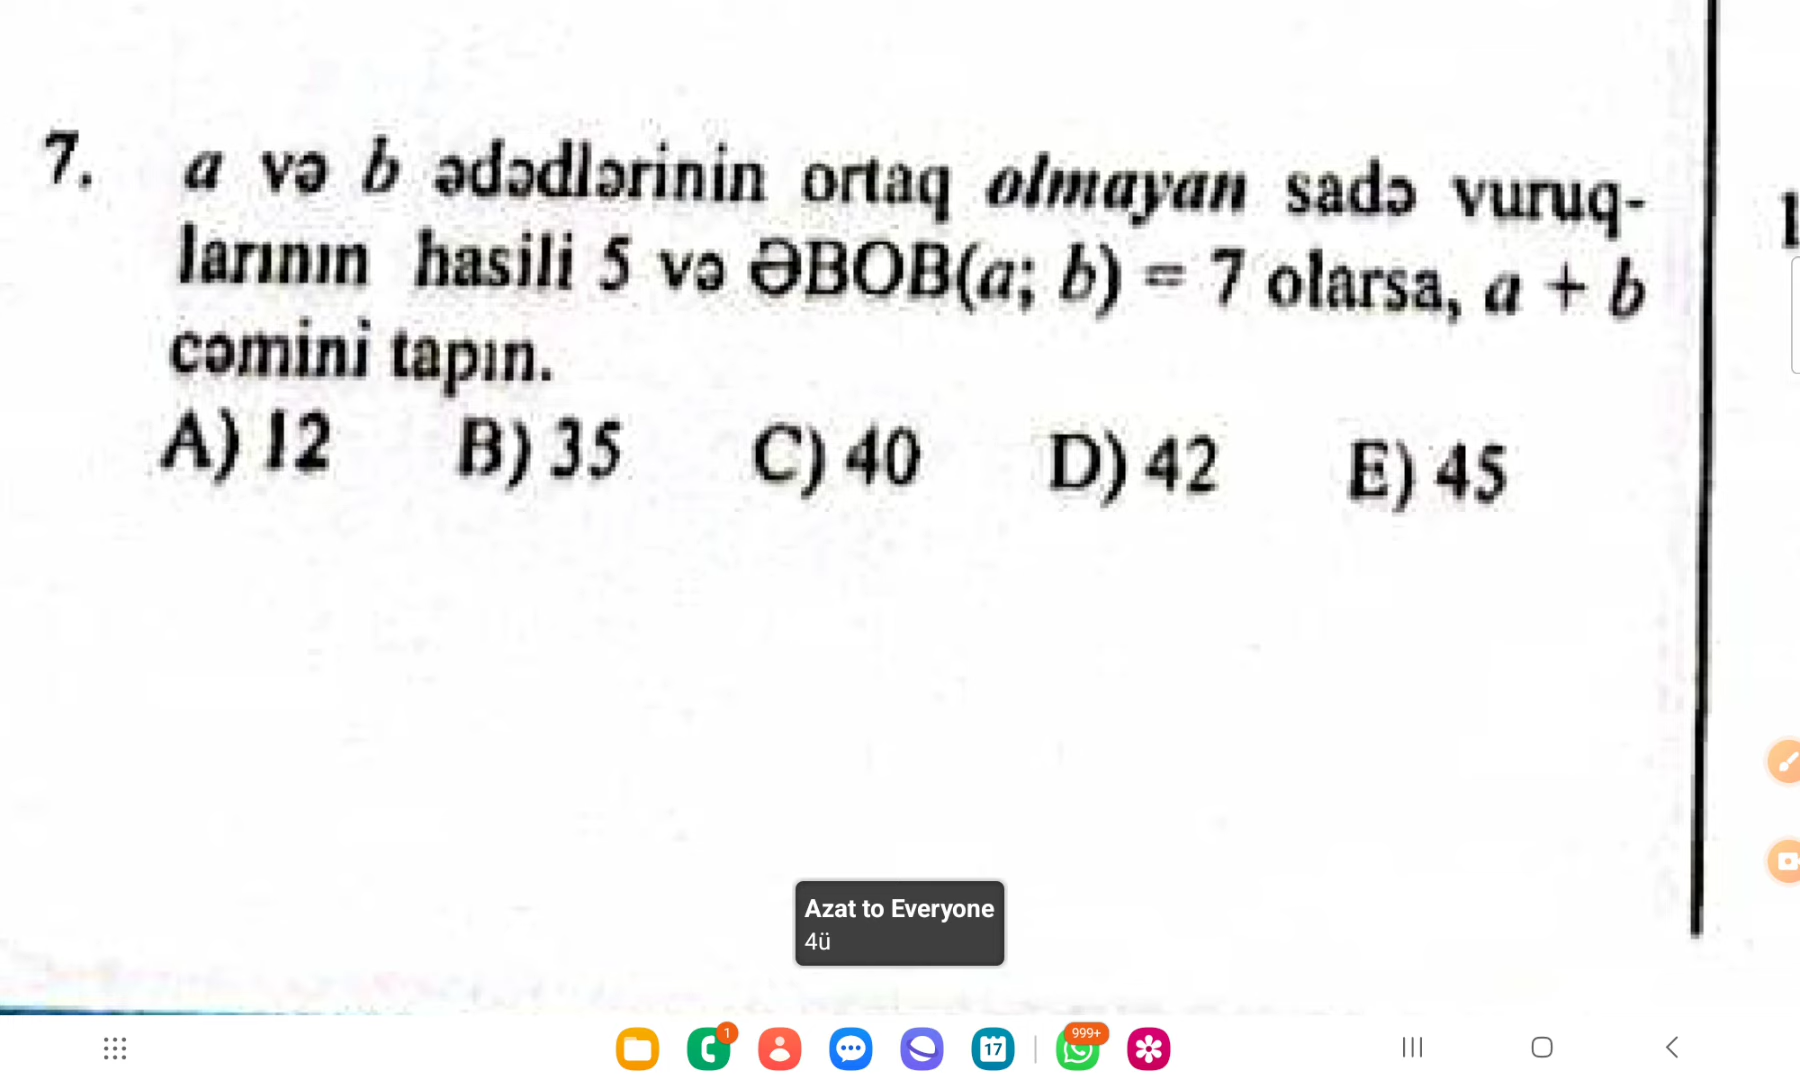 7. a və b ədədlərinin ortaq olmayan sadə vuruq-
larının hasili 5 və ƏBOB(a; b) = 7 olarsa, a + b
cəmini tapın.
A) 12 B) 35 C) 40 D) 42 E) 45
1
Azat to Everyone
4ü
1
17
999+